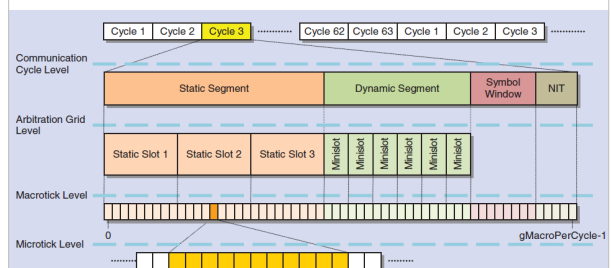 Cycle 1 Cycle 2 Cycle 3 ............ Cycle 62 Cycle 63 Cycle 1 Cycle 2 Cycle 3 ............
Communication
Cycle Level
Static Segment Dynamic Segment Symbol Window NIT
Arbitration Grid
Level
Static Slot 1 Static Slot 2 Static Slot 3 Minislot Minislot Minislot Minislot Minislot Minislot
Macrotick Level
0 gMacroPerCycle-1
Microtick Level